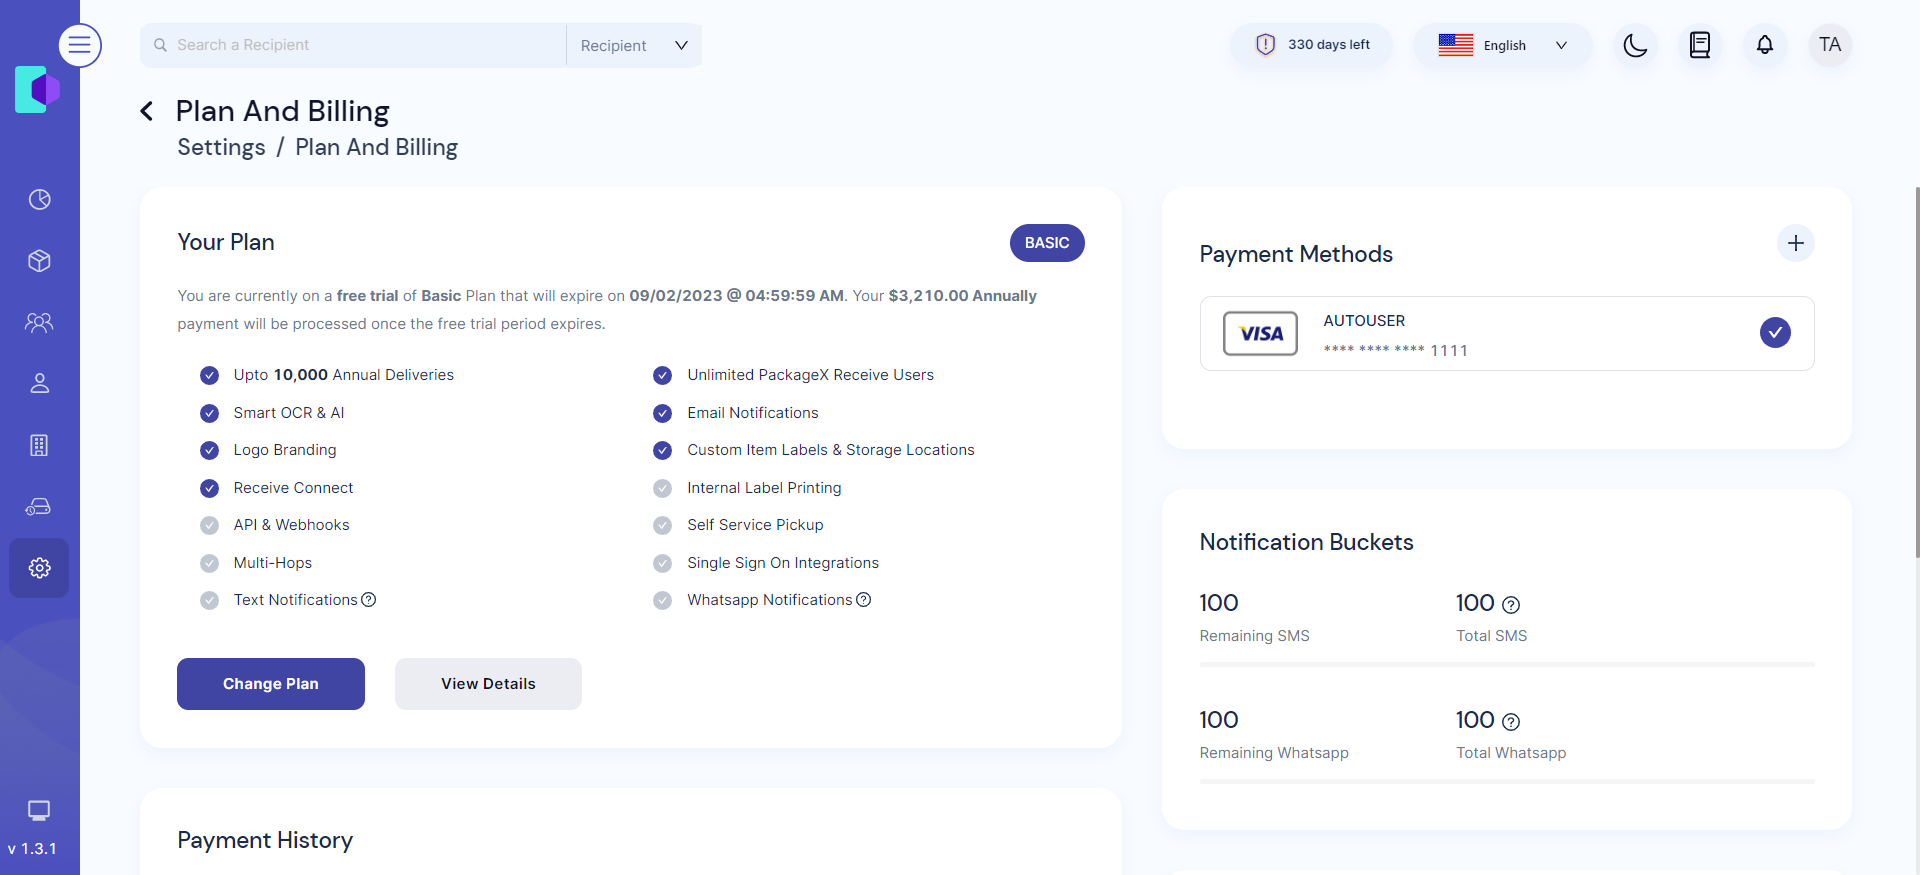 Search a Recipient
Recipient
330 days left
English
TA
Plan And Billing
Settings / Plan And Billing
Your Plan
BASIC
You are currently on a free trial of Basic Plan that will expire on 09/02/2023 @ 04:59:59 AM. Your $3,210.00 Annually
payment will be processed once the free trial period expires.
Upto 10,000 Annual Deliveries
Unlimited PackageX Receive Users
Smart OCR & AI
Email Notifications
Logo Branding
Custom Item Labels & Storage Locations
Receive Connect
Internal Label Printing
API & Webhooks
Self Service Pickup
Multi-Hops
Single Sign On Integrations
Text Notifications
Whatsapp Notifications
Change Plan
View Details
Payment History
Payment Methods
VISA
AUTOUSER
**** **** **** 1111
Notification Buckets
100
100
Remaining SMS
Total SMS
100
100
Remaining Whatsapp
Total Whatsapp
v 1.3.1